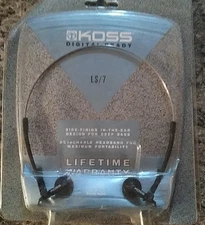 KOSS
DIGITAL READY
LS/7
SIDE-FIRING IN-THE-EAR
DESIGN FOR DEEP BASS
DETACHABLE HEADBAND FOR
MAXIMUM PORTABILITY
LIFETIME
WARRANTY